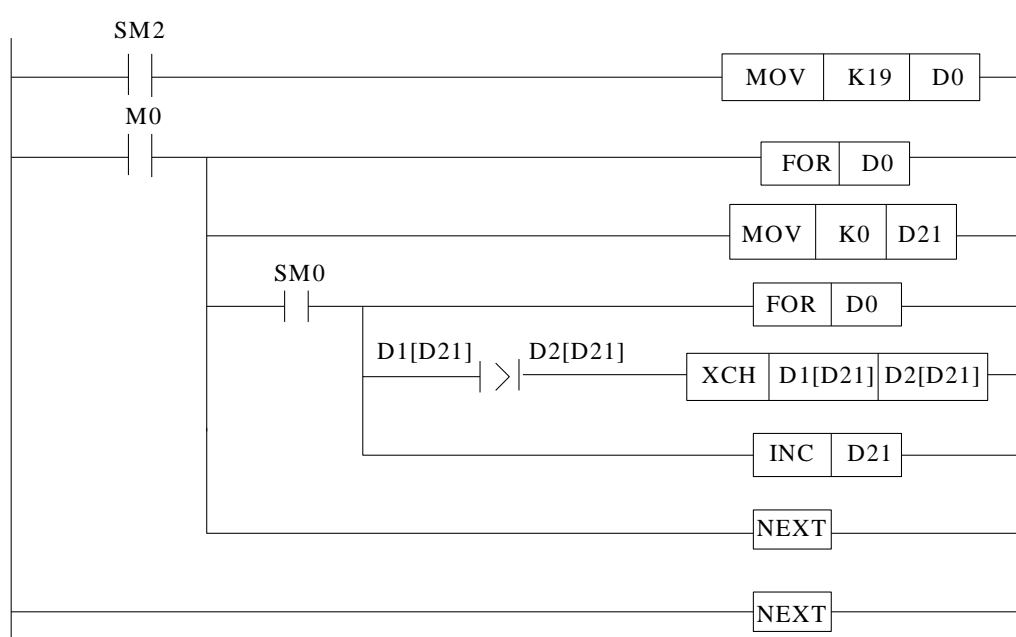 SM2
MOV K19 D0
M0
FOR D0
MOV K0 D21
SM0
FOR D0
D1[D21] > D2[D21] XCH D1[D21] D2[D21]
INC D21
NEXT
NEXT